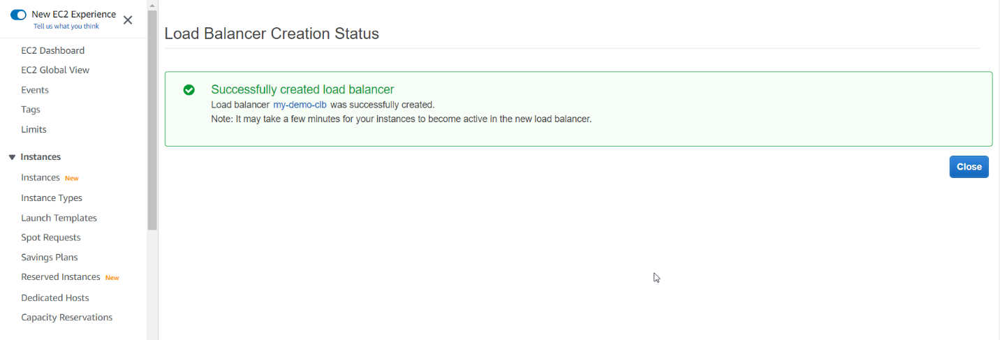 New EC2 Experience
Tell us what you think
EC2 Dashboard
EC2 Global View
Events
Tags
Limits
Instances
Instances New
Instance Types
Launch Templates
Spot Requests
Savings Plans
Reserved Instances New
Dedicated Hosts
Capacity Reservations
Load Balancer Creation Status
Successfully created load balancer
Load balancer my-demo-clb was successfully created.
Note: It may take a few minutes for your instances to become active in the new load balancer.
Close